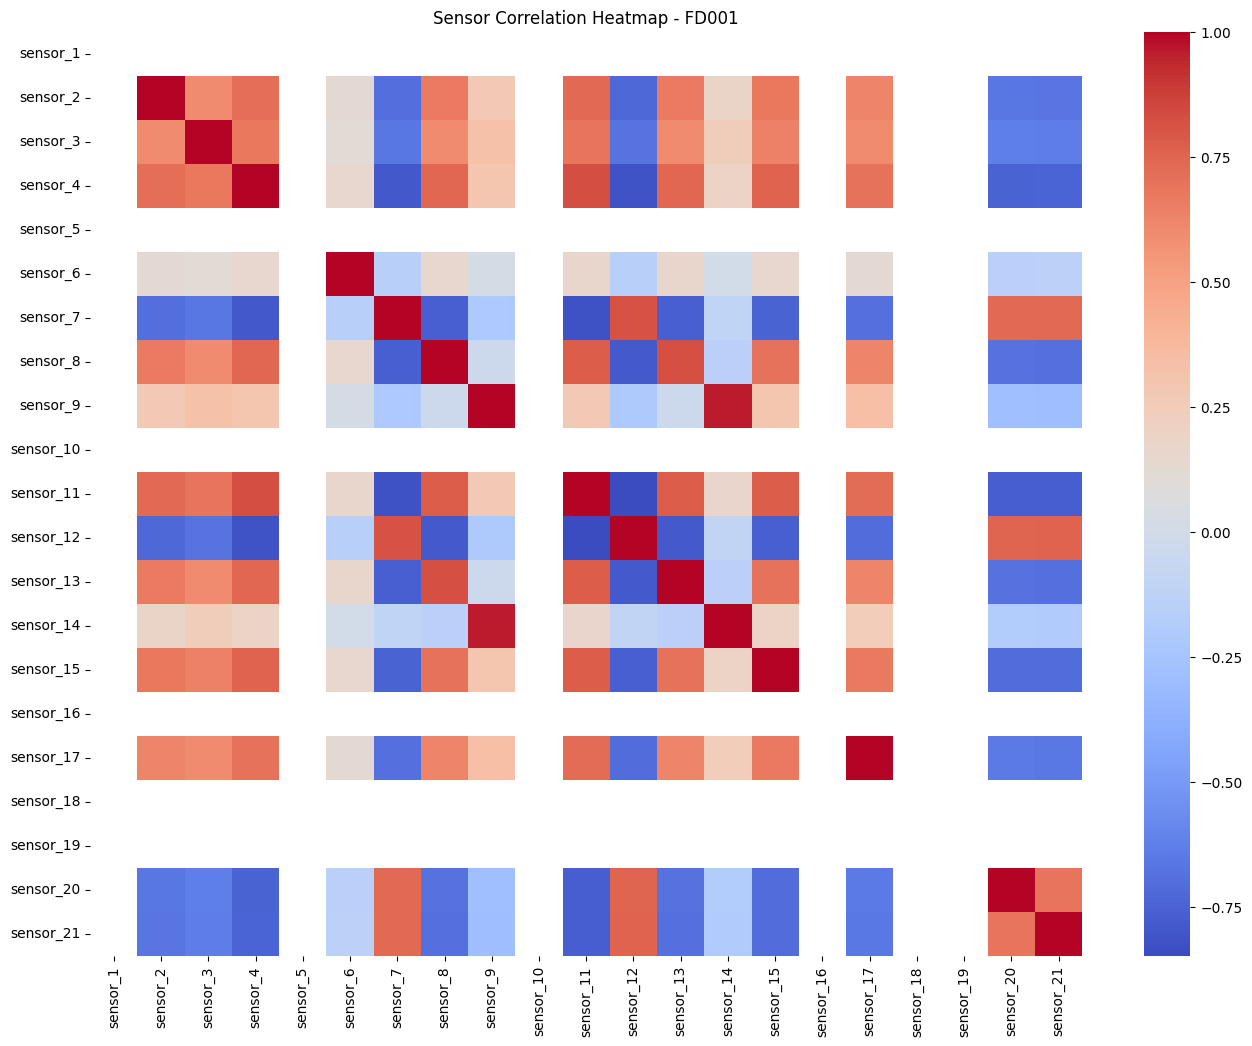 Sensor Correlation Heatmap - FD001
sensor_1
sensor_2
sensor_3
sensor_4
sensor_5
sensor_6
sensor_7
sensor_8
sensor_9
sensor_10
sensor_11
sensor_12
sensor_13
sensor_14
sensor_15
sensor_16
sensor_17
sensor_18
sensor_19
sensor_20
sensor_21
sensor_1
sensor_2
sensor_3
sensor_4
sensor_5
sensor_6
sensor_7
sensor_8
sensor_9
sensor_10
sensor_11
sensor_12
sensor_13
sensor_14
sensor_15
sensor_16
sensor_17
sensor_18
sensor_19
sensor_20
sensor_21
1.00
0.75
0.50
0.25
0.00
−0.25
−0.50
−0.75